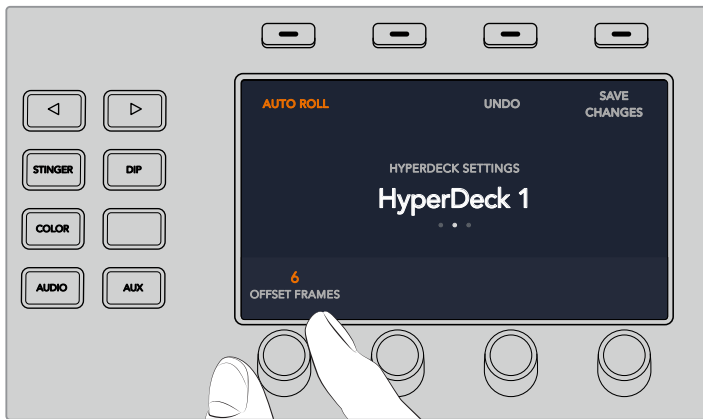 AUTO ROLL
UNDO
SAVE
CHANGES
STINGER
DIP
HYPERDECK SETTINGS
HyperDeck 1
COLOR
6
OFFSET FRAMES
AUDIO
AUX